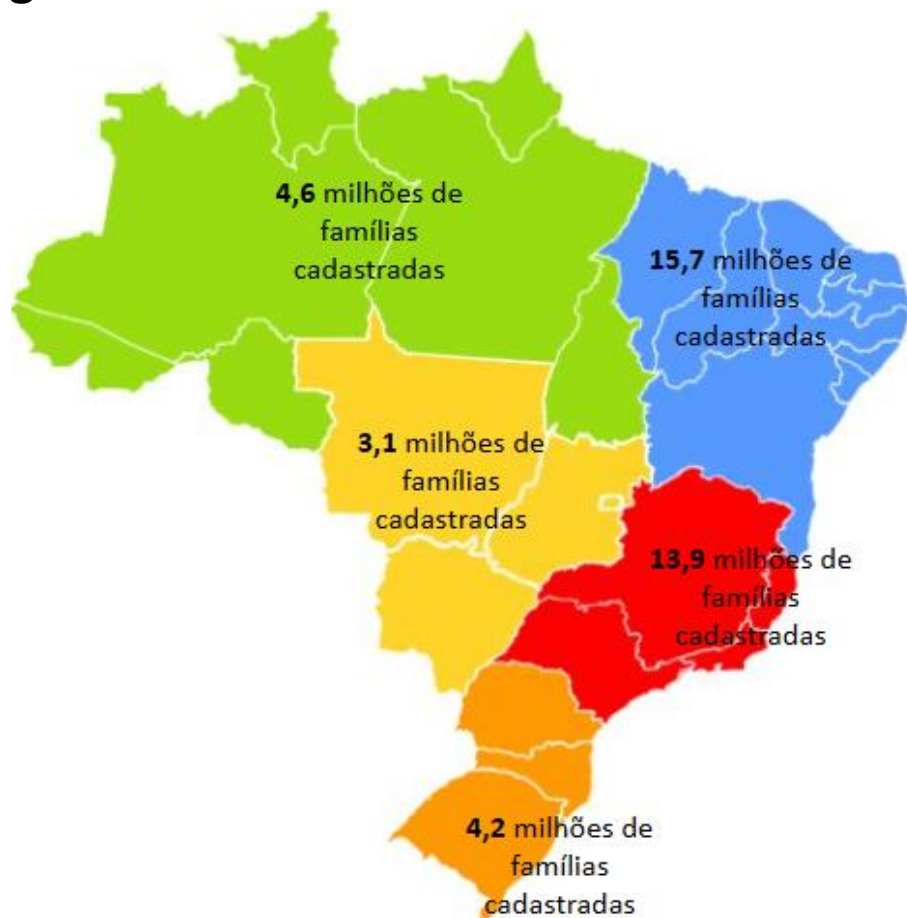 4,6 milhões de
famílias
cadastradas
15,7 milhões de
famílias
cadastradas
3,1 milhões de
famílias
cadastradas
13,9 milhões de
famílias
cadastradas
4,2 milhões de
famílias
cadastradas